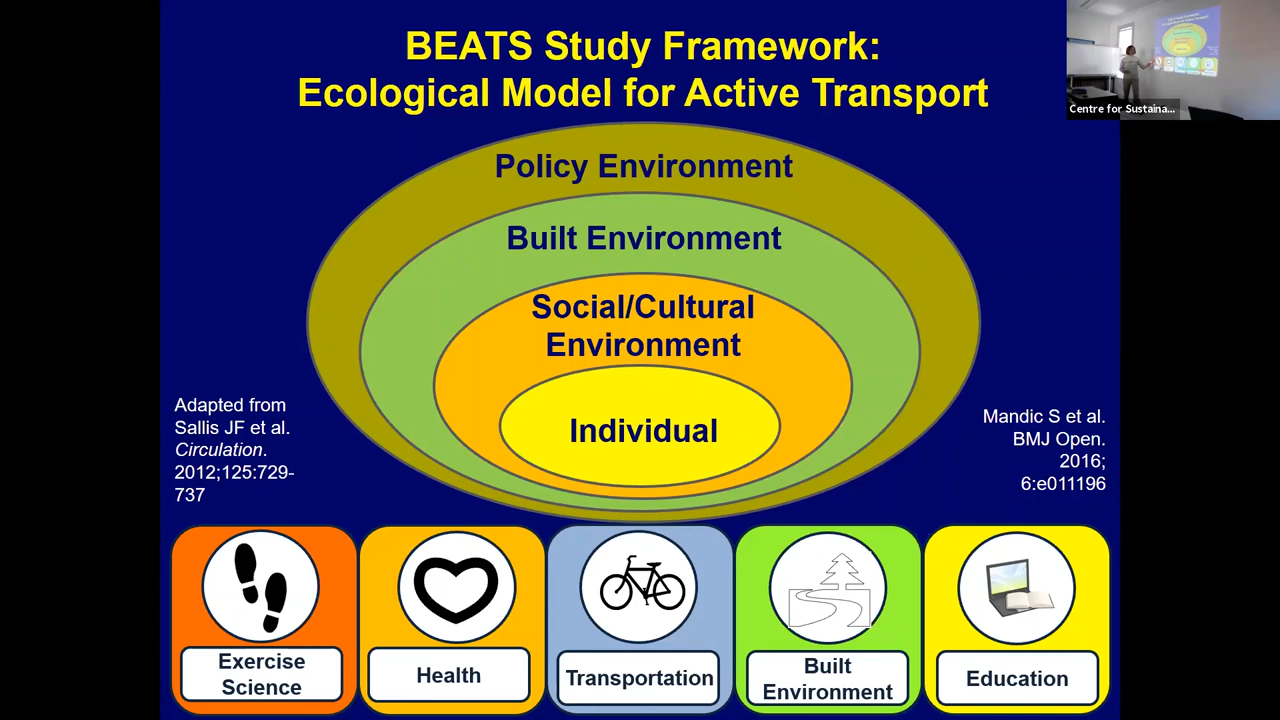 BEATS Study Framework:
Ecological Model for Active Transport
Centre for Sustaina...
Policy Environment
Built Environment
Social/Cultural
Environment
Individual
Adapted from
Sallis JF et al.
Circulation.
2012;125:729-
737
Mandic S et al.
BMJ Open.
2016;
6:e011196
Exercise
Science
Health
Transportation
Built
Environment
Education